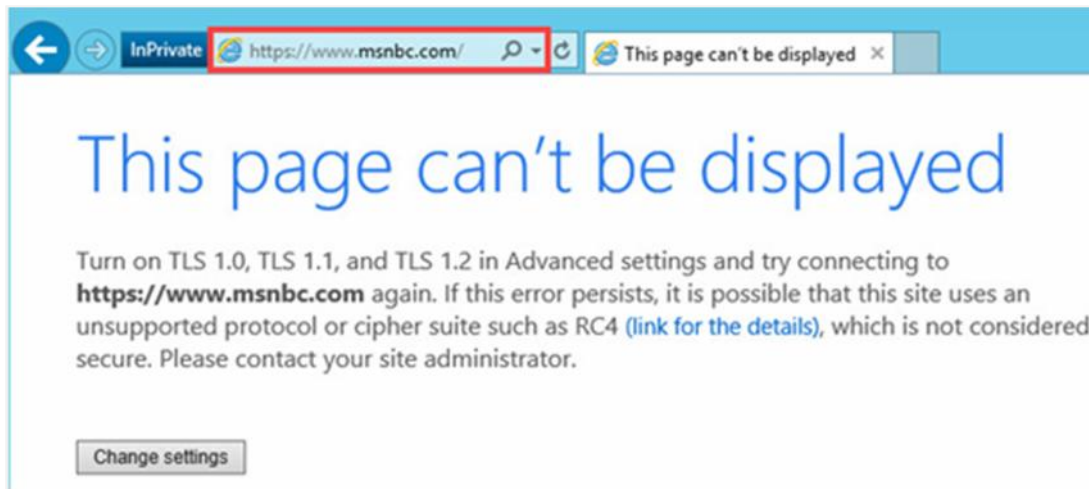 InPrivate https://www.msnbc.com/ This page can't be displayed
This page can't be displayed
Turn on TLS 1.0, TLS 1.1, and TLS 1.2 in Advanced settings and try connecting to
https://www.msnbc.com again. If this error persists, it is possible that this site uses an
unsupported protocol or cipher suite such as RC4 (link for the details), which is not considered
secure. Please contact your site administrator.
Change settings